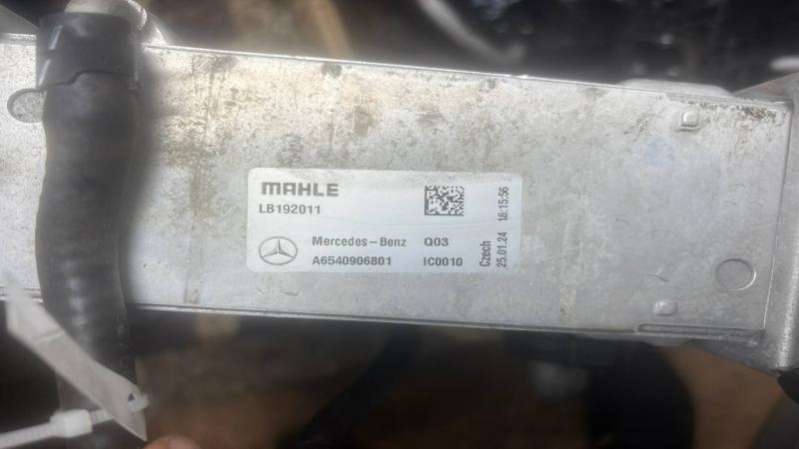 MAHLE
LB192011
Mercedes-Benz Q03
A6540906801 IC0010
Czech
25.01.24 18:15:56